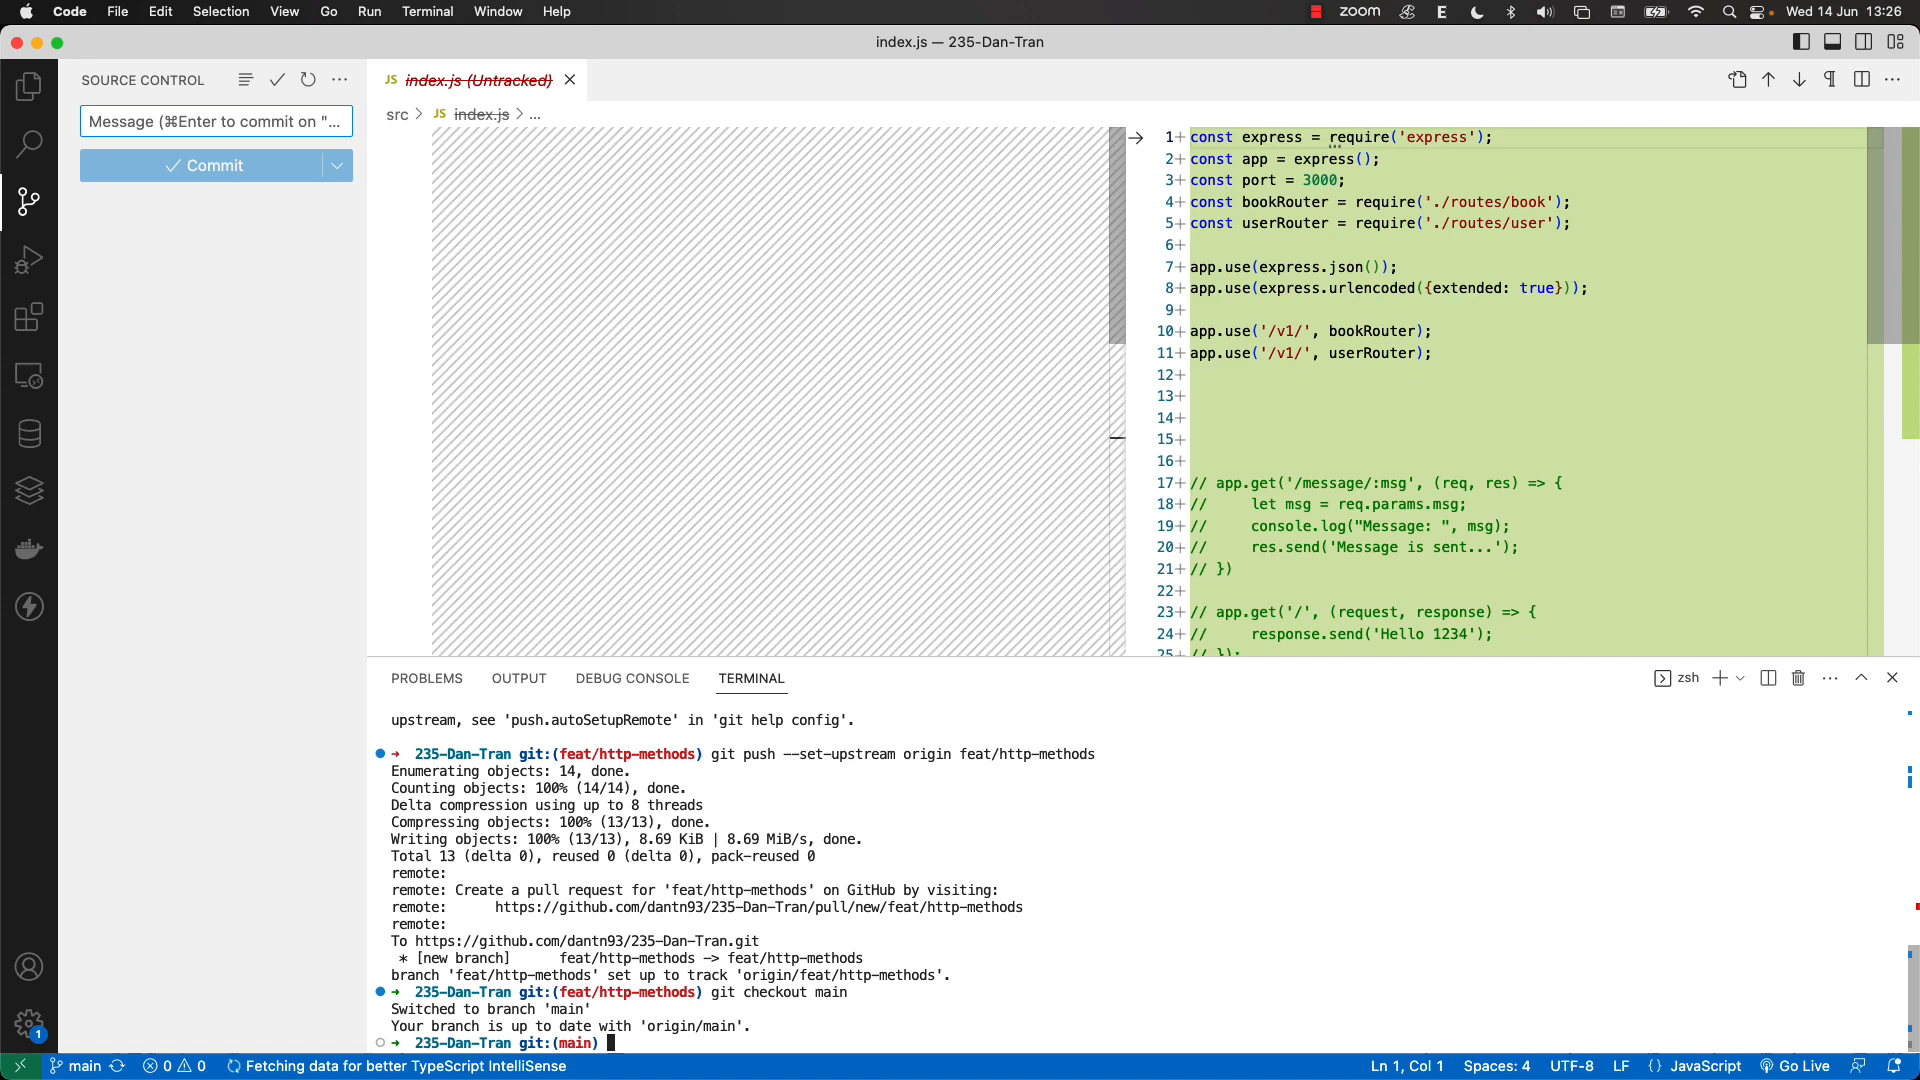 Code File Edit Selection View Go Run Terminal Window Help zoom E Wed 14 Jun 13:26
index.js — 235-Dan-Tran
SOURCE CONTROL
Message (⌘Enter to commit on "...
Commit
JS index.js (Untracked)
src > JS index.js > ...
1+ const express = require('express');
2+ const app = express();
3+ const port = 3000;
4+ const bookRouter = require('./routes/book');
5+ const userRouter = require('./routes/user');
6+
7+ app.use(express.json());
8+ app.use(express.urlencoded({extended: true}));
9+
10+ app.use('/v1/', bookRouter);
11+ app.use('/v1/', userRouter);
12+
13+
14+
15+
16+
17+ // app.get('/message/:msg', (req, res) => {
18+ //     let msg = req.params.msg;
19+ //     console.log("Message: ", msg);
20+ //     res.send('Message is sent...');
21+ // })
22+
23+ // app.get('/', (request, response) => {
24+ //     response.send('Hello 1234');
25+ // });
PROBLEMS OUTPUT DEBUG CONSOLE TERMINAL zsh
upstream, see 'push.autoSetupRemote' in 'git help config'.
➜ 235-Dan-Tran git:(feat/http-methods) git push --set-upstream origin feat/http-methods
Enumerating objects: 14, done.
Counting objects: 100% (14/14), done.
Delta compression using up to 8 threads
Compressing objects: 100% (13/13), done.
Writing objects: 100% (13/13), 8.69 KiB | 8.69 MiB/s, done.
Total 13 (delta 0), reused 0 (delta 0), pack-reused 0
remote:
remote: Create a pull request for 'feat/http-methods' on GitHub by visiting:
remote:      https://github.com/dantn93/235-Dan-Tran/pull/new/feat/http-methods
remote:
To https://github.com/dantn93/235-Dan-Tran.git
 * [new branch]      feat/http-methods -> feat/http-methods
branch 'feat/http-methods' set up to track 'origin/feat/http-methods'.
➜ 235-Dan-Tran git:(feat/http-methods) git checkout main
Switched to branch 'main'
Your branch is up to date with 'origin/main'.
➜ 235-Dan-Tran git:(main)
1
main 0 0 Fetching data for better TypeScript IntelliSense Ln 1, Col 1 Spaces: 4 UTF-8 LF {} JavaScript Go Live